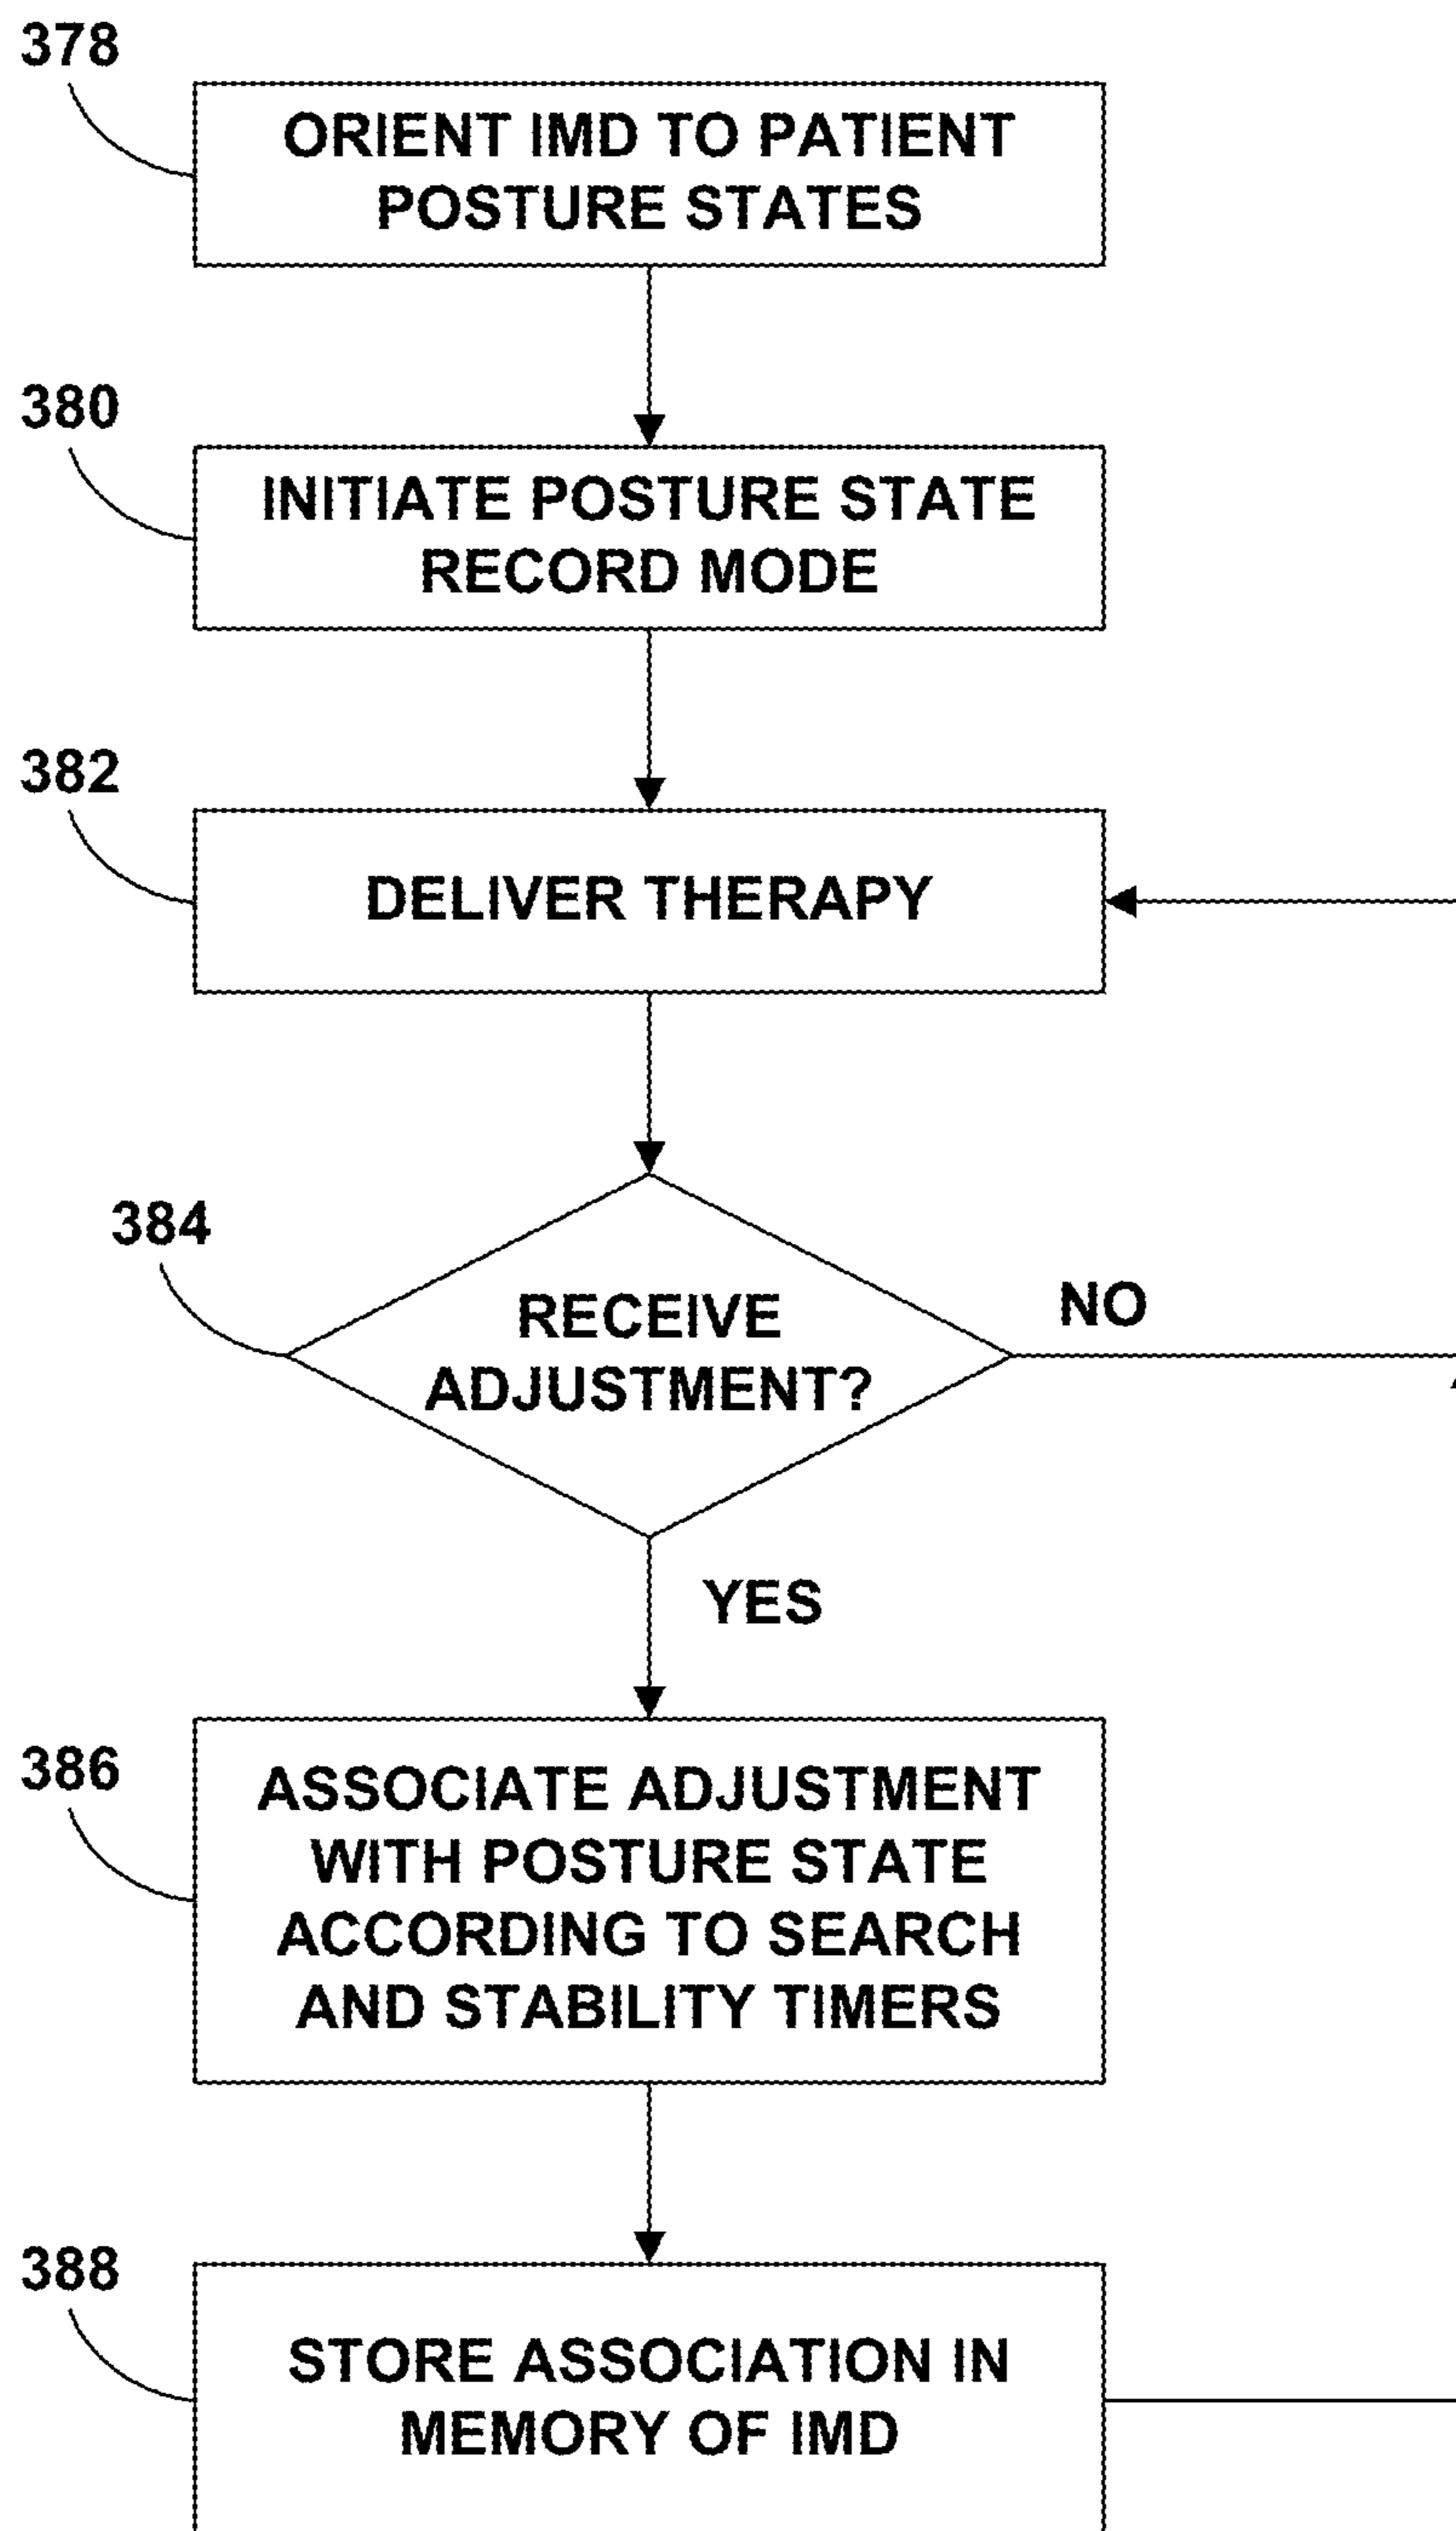 378
ORIENT IMD TO PATIENT
POSTURE STATES
380
INITIATE POSTURE STATE
RECORD MODE
382
DELIVER THERAPY
384
RECEIVE
ADJUSTMENT?
NO
YES
386
ASSOCIATE ADJUSTMENT
WITH POSTURE STATE
ACCORDING TO SEARCH
AND STABILITY TIMERS
388
STORE ASSOCIATION IN
MEMORY OF IMD